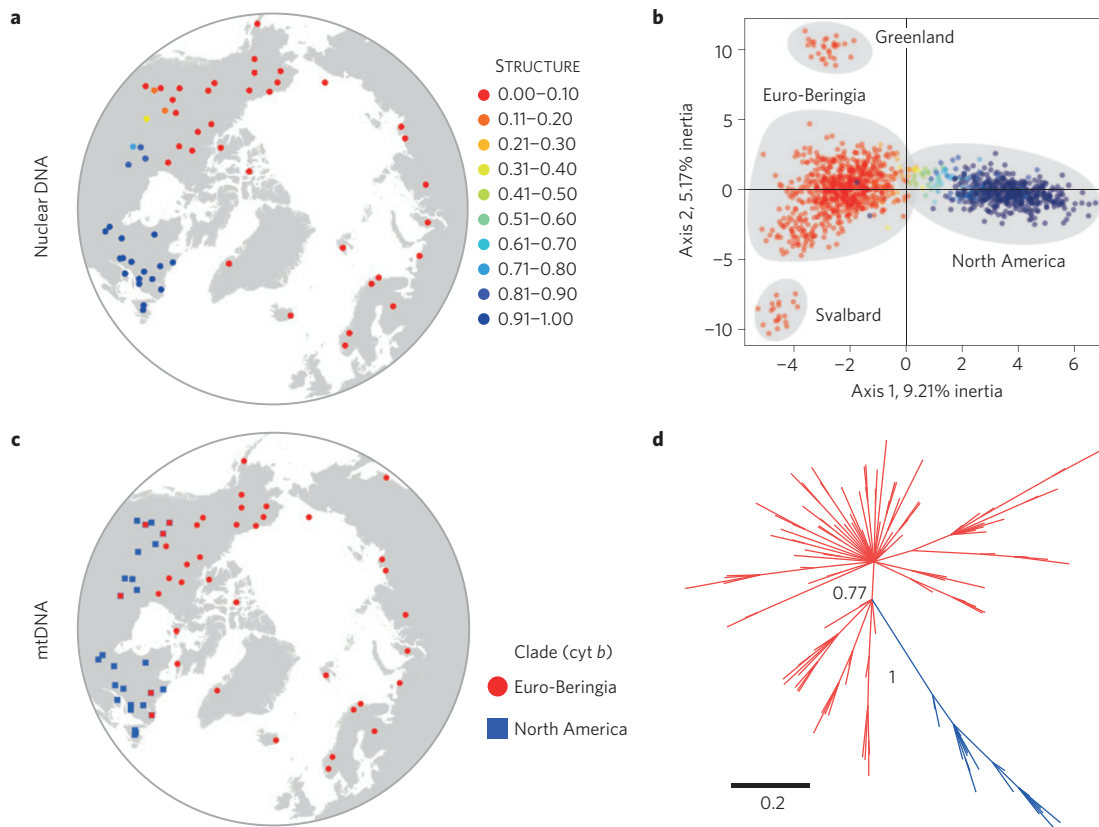 a
Nuclear DNA
STRUCTURE
0.00–0.10
0.11–0.20
0.21–0.30
0.31–0.40
0.41–0.50
0.51–0.60
0.61–0.70
0.71–0.80
0.81–0.90
0.91–1.00
b
Axis 2, 5.17% inertia
10
5
0
−5
−10
Greenland
Euro-Beringia
North America
Svalbard
−4
−2
0
2
4
6
Axis 1, 9.21% inertia
c
mtDNA
Clade (cyt b)
Euro-Beringia
North America
d
0.77
1
0.2